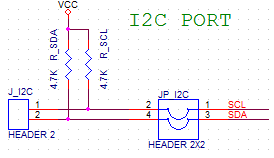 VCC
I2C PORT
R_SDA
R_SCL
4.7K
4.7K
J_I2C
JP_I2C
1
2
2
1
SCL
4
3
SDA
HEADER 2
HEADER 2X2